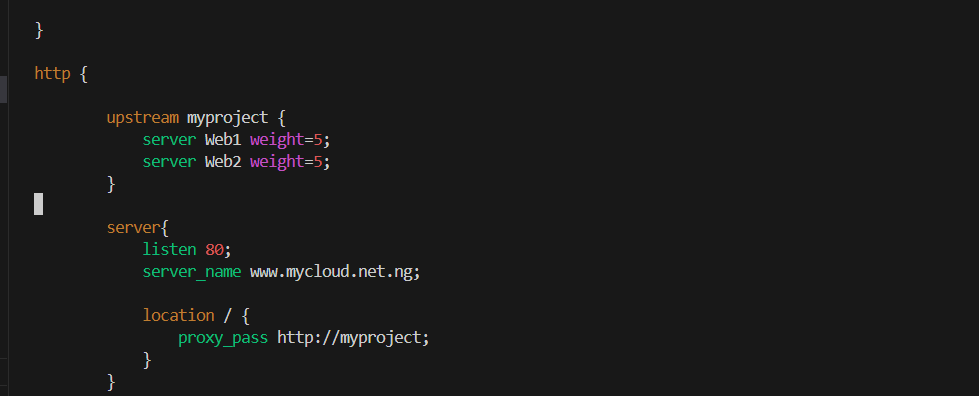 }
http {
upstream myproject {
server Web1 weight=5;
server Web2 weight=5;
}
server{
listen 80;
server_name www.mycloud.net.ng;
location / {
proxy_pass http://myproject;
}
}